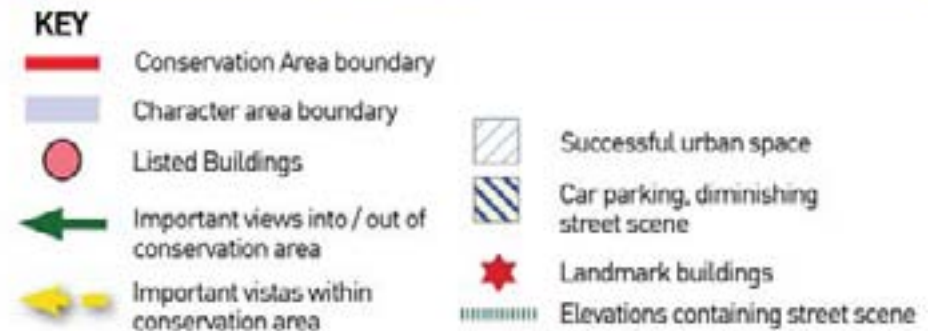 KEY
Conservation Area boundary
Character area boundary
Listed Buildings
Important views into / out of
conservation area
Important vistas within
conservation area
Successful urban space
Car parking, diminishing
street scene
Landmark buildings
Elevations containing street scene